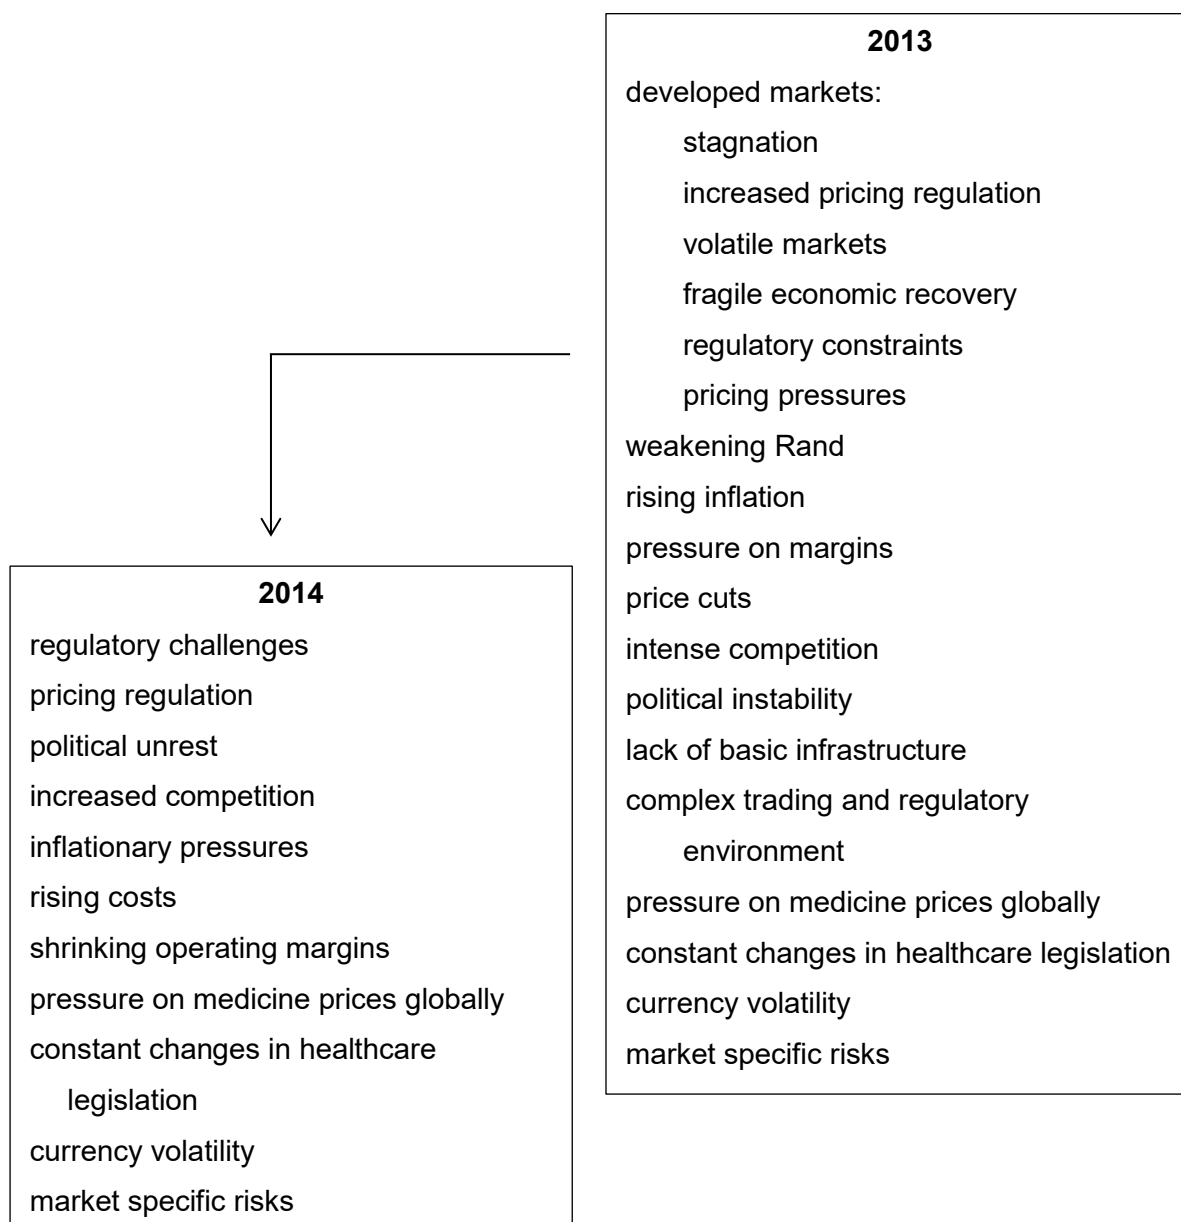 2013
developed markets:
stagnation
increased pricing regulation
volatile markets
fragile economic recovery
regulatory constraints
pricing pressures
weakening Rand
rising inflation
pressure on margins
price cuts
intense competition
political instability
lack of basic infrastructure
complex trading and regulatory
environment
pressure on medicine prices globally
constant changes in healthcare legislation
currency volatility
market specific risks
2014
regulatory challenges
pricing regulation
political unrest
increased competition
inflationary pressures
rising costs
shrinking operating margins
pressure on medicine prices globally
constant changes in healthcare
legislation
currency volatility
market specific risks